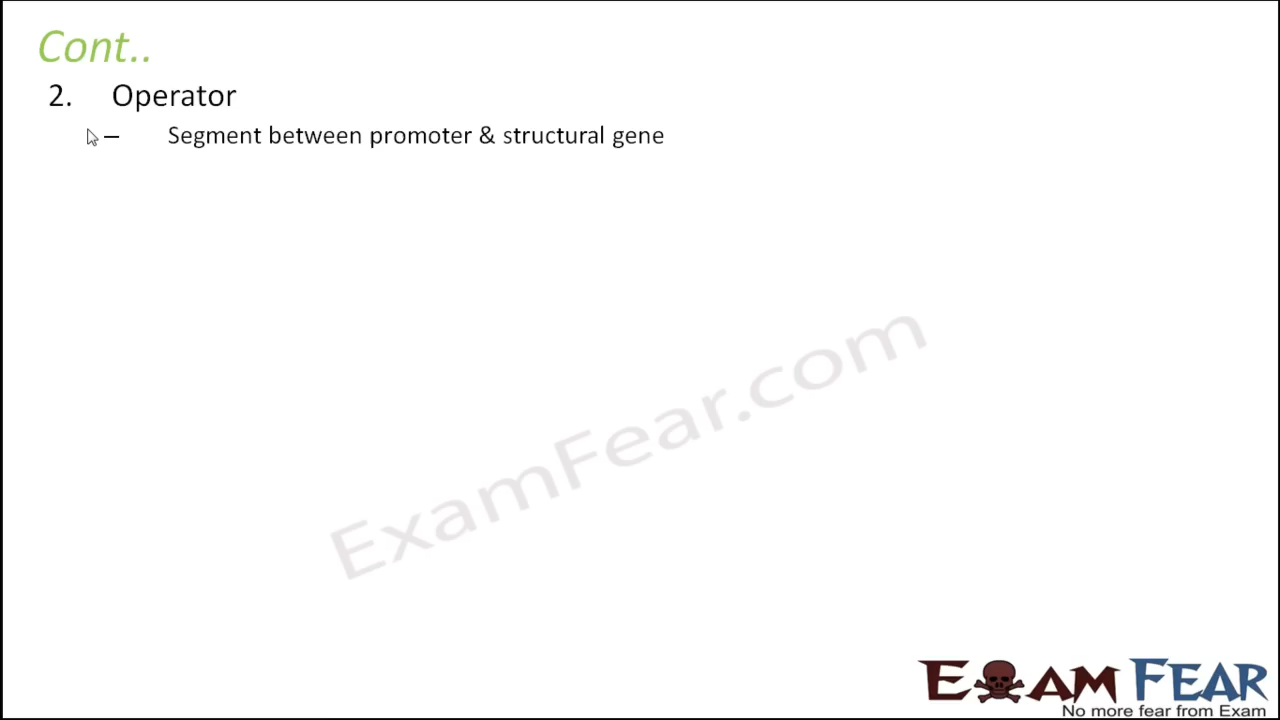 Cont..
2. Operator
– Segment between promoter & structural gene
ExamFear.com
EXAM FEAR
No more fear from Exam